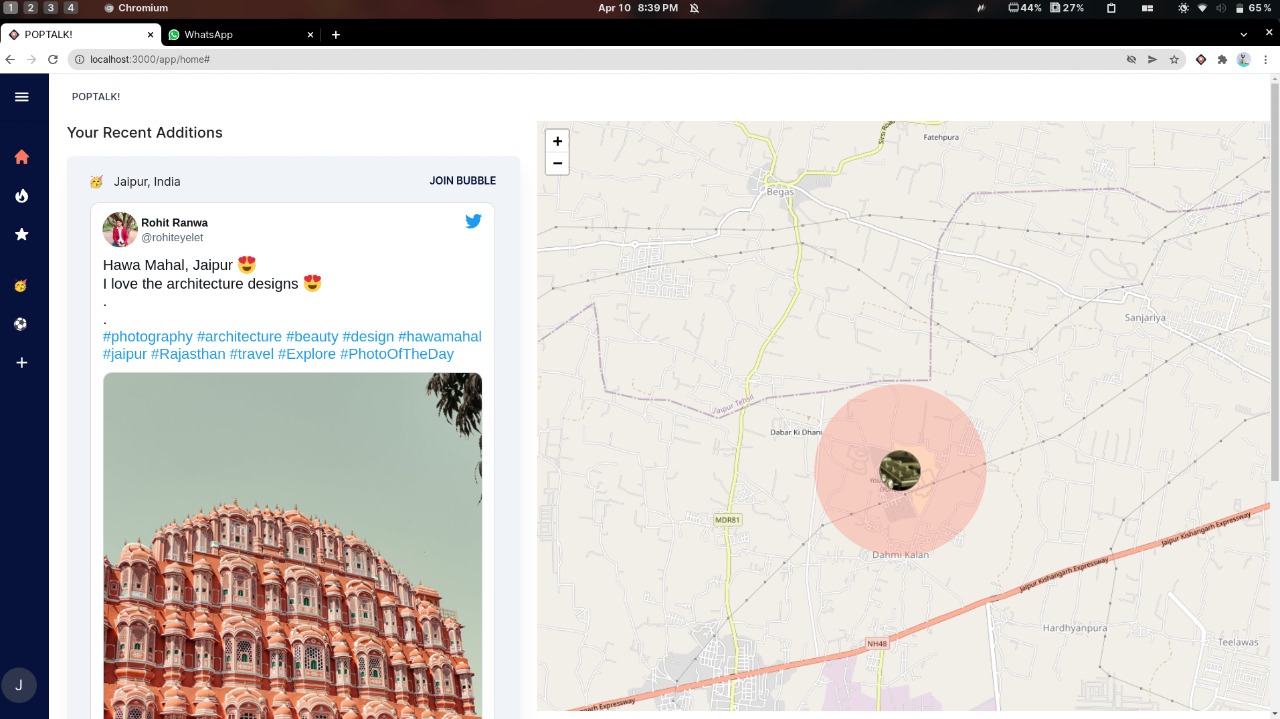 1 2 3 4 Chromium Apr 10 8:39 PM 44% 27% 65%
POPTALK! WhatsApp
localhost:3000/app/home#
POPTALK!
Your Recent Additions
Jaipur, India JOIN BUBBLE
Rohit Ranwa
@rohiteyelet
Hawa Mahal, Jaipur 😍
I love the architecture designs 😍
.
.
#photography #architecture #beauty #design #hawamahal
#jaipur #Rajasthan #travel #Explore #PhotoOfTheDay
J
+
−
Fatehpura
Begas
Sanjariya
Jaipur Tehsil
Dabar Ki Dhani
MDR81
Dahmi Kalan
Jaipur Kishangarh Expressway
Jaipur Kishangarh Expressway
Hardhyanpura
NH48
Teelawas
garh Expressway